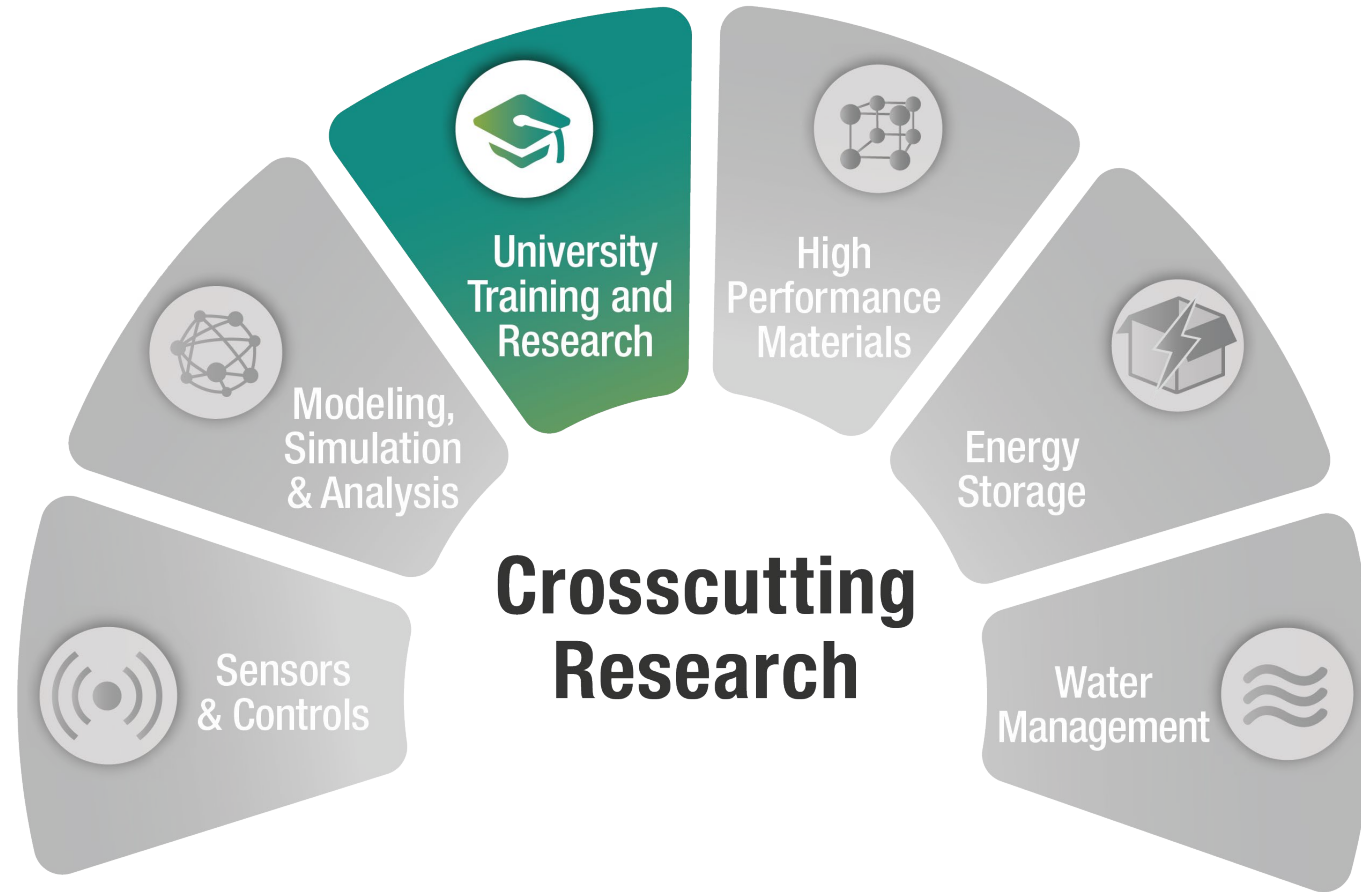 Sensors
& Controls
Modeling,
Simulation
& Analysis
University
Training and
Research
High
Performance
Materials
Energy
Storage
Water
Management
Crosscutting
Research